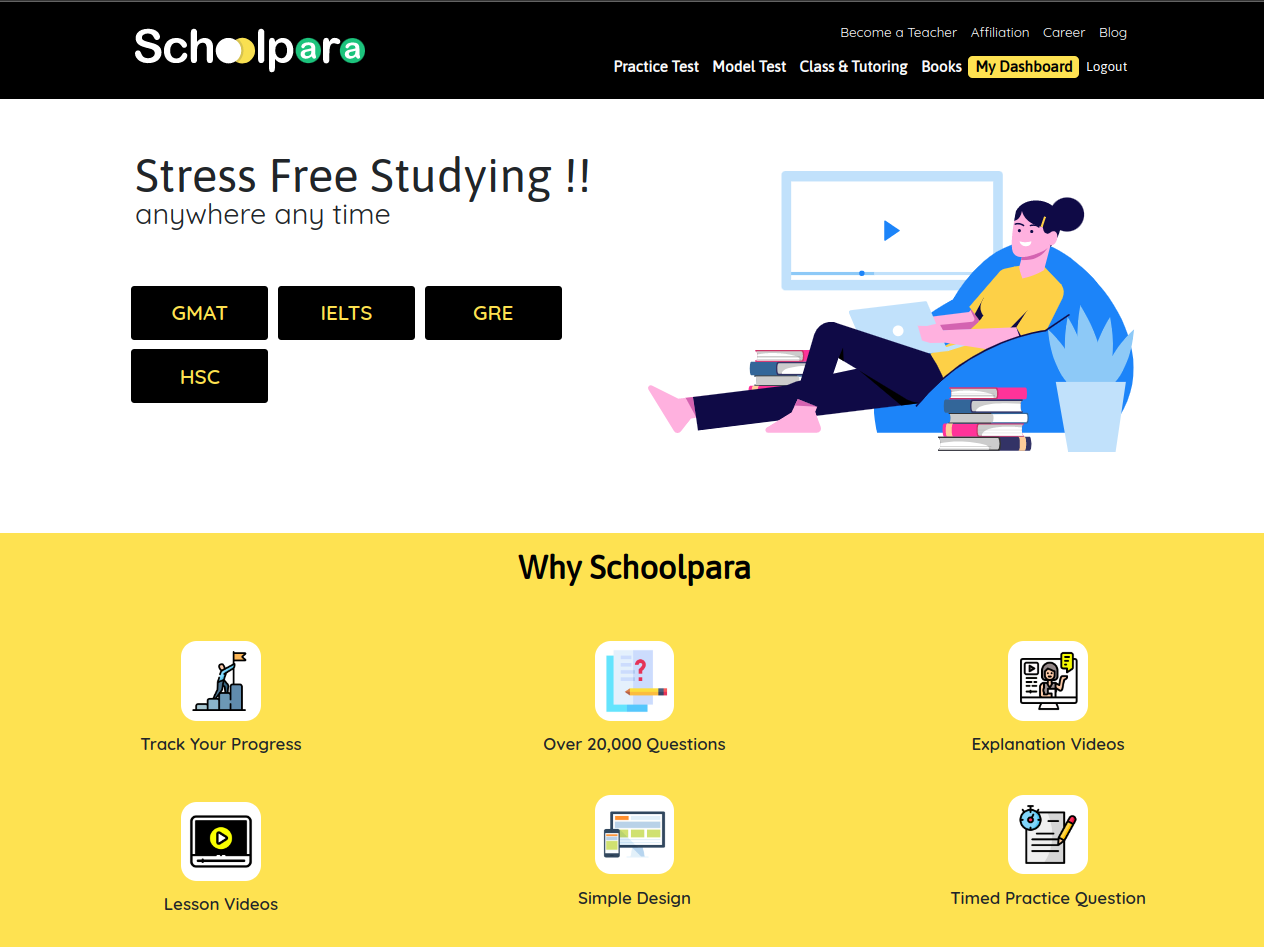 Schoolpara
Become a Teacher Affiliation Career Blog
Practice Test Model Test Class & Tutoring Books My Dashboard Logout
Stress Free Studying !!
anywhere any time
GMAT IELTS GRE
HSC
Why Schoolpara
?
Track Your Progress Over 20,000 Questions Explanation Videos
Lesson Videos Simple Design Timed Practice Question